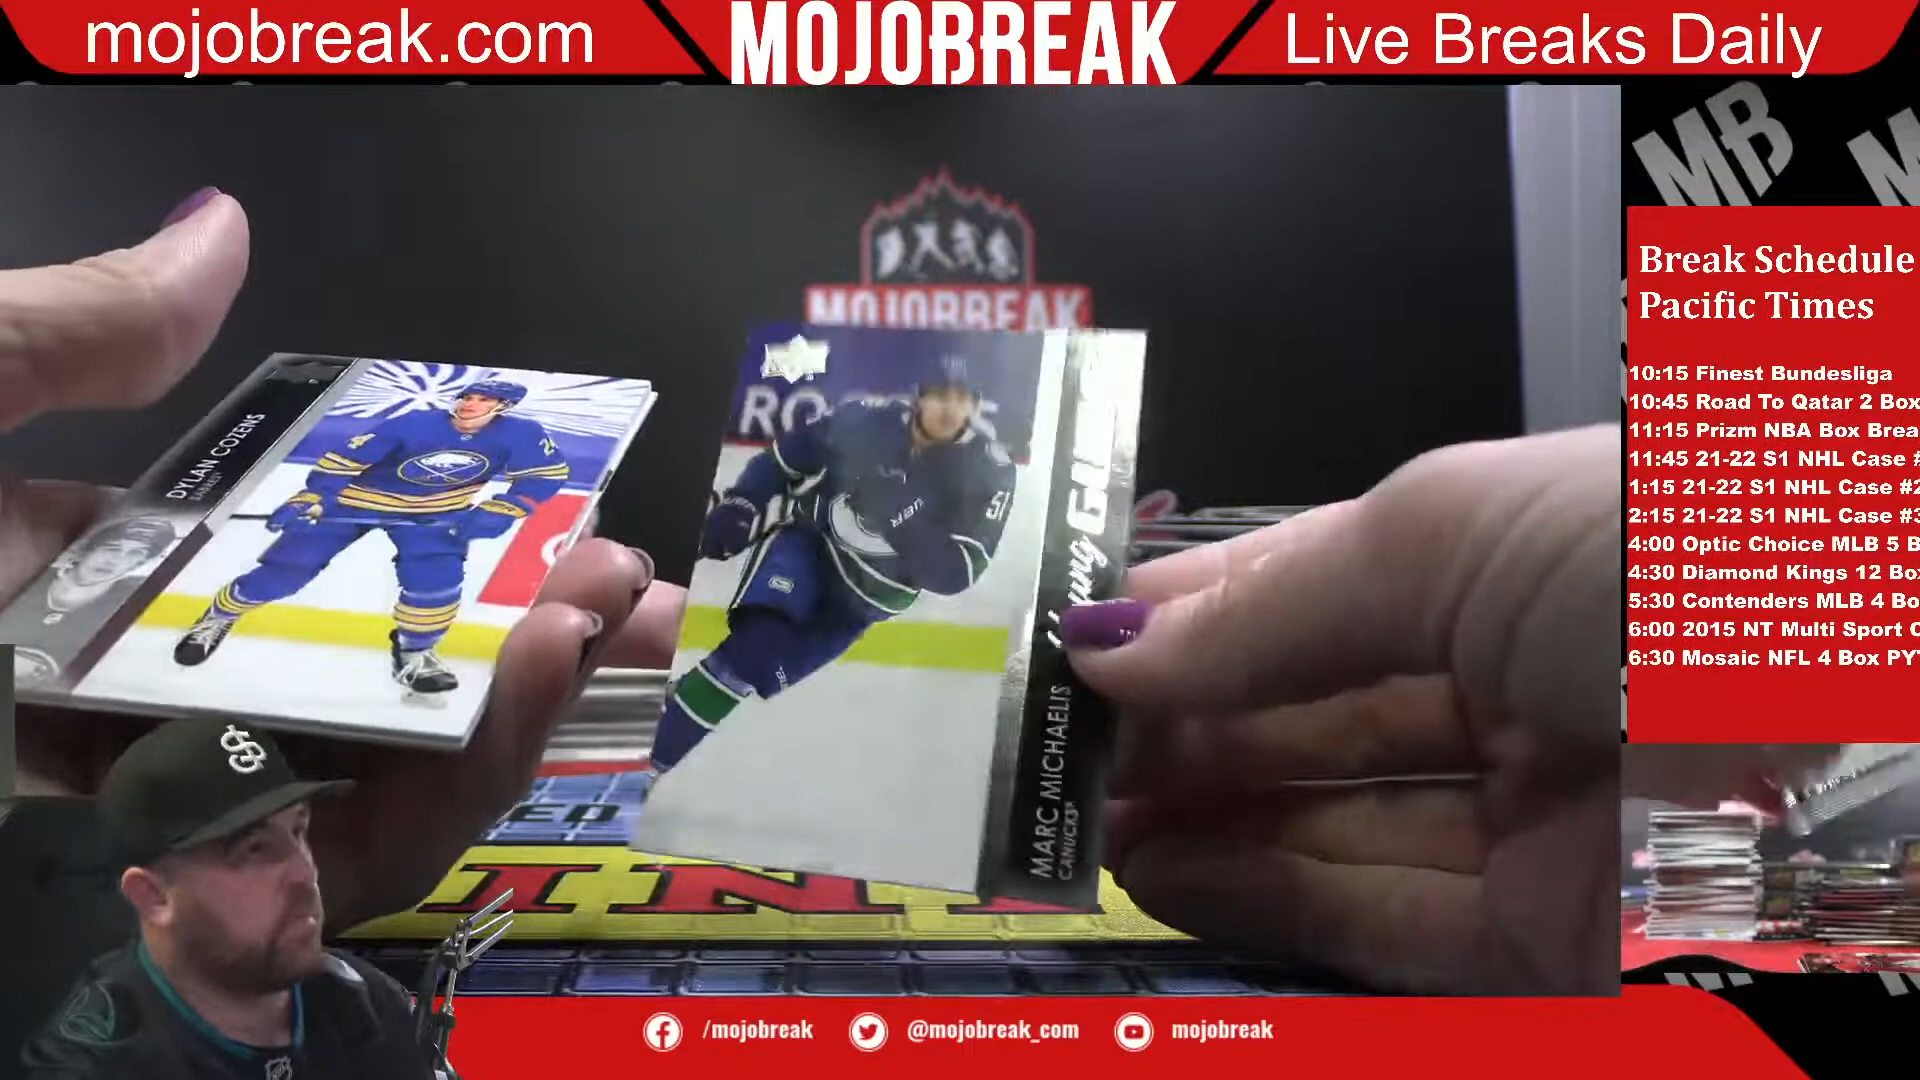 mojobreak.com
MOJOBREAK
Live Breaks Daily
MB
Break Schedule
Pacific Times
10:15 Finest Bundesliga
10:45 Road To Qatar 2 Box
11:15 Prizm NBA Box Brea
11:45 21-22 S1 NHL Case #
1:15 21-22 S1 NHL Case #2
2:15 21-22 S1 NHL Case #3
4:00 Optic Choice MLB 5 B
4:30 Diamond Kings 12 Box
5:30 Contenders MLB 4 Bo
6:00 2015 NT Multi Sport C
6:30 Mosaic NFL 4 Box PYT
MOJOBREAK
DYLAN COZENS
SABRES
24
51
MARC MICHAELIS
CANUCKS
/mojobreak
@mojobreak_com
mojobreak